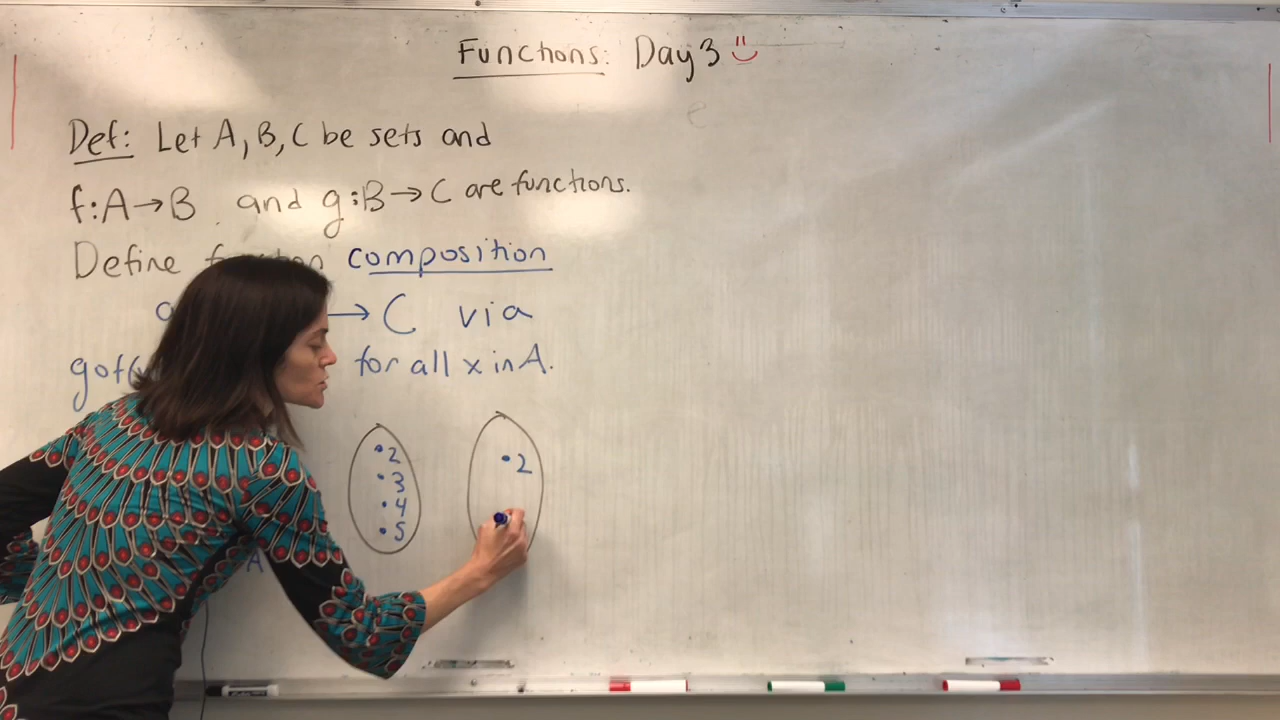 Functions: Day 3
Def: Let A, B, C be sets and
f: A → B and g: B → C are functions.
Define composition
→ C via
gof( for all x in A.
•2
•3
•4
•5
•2
A